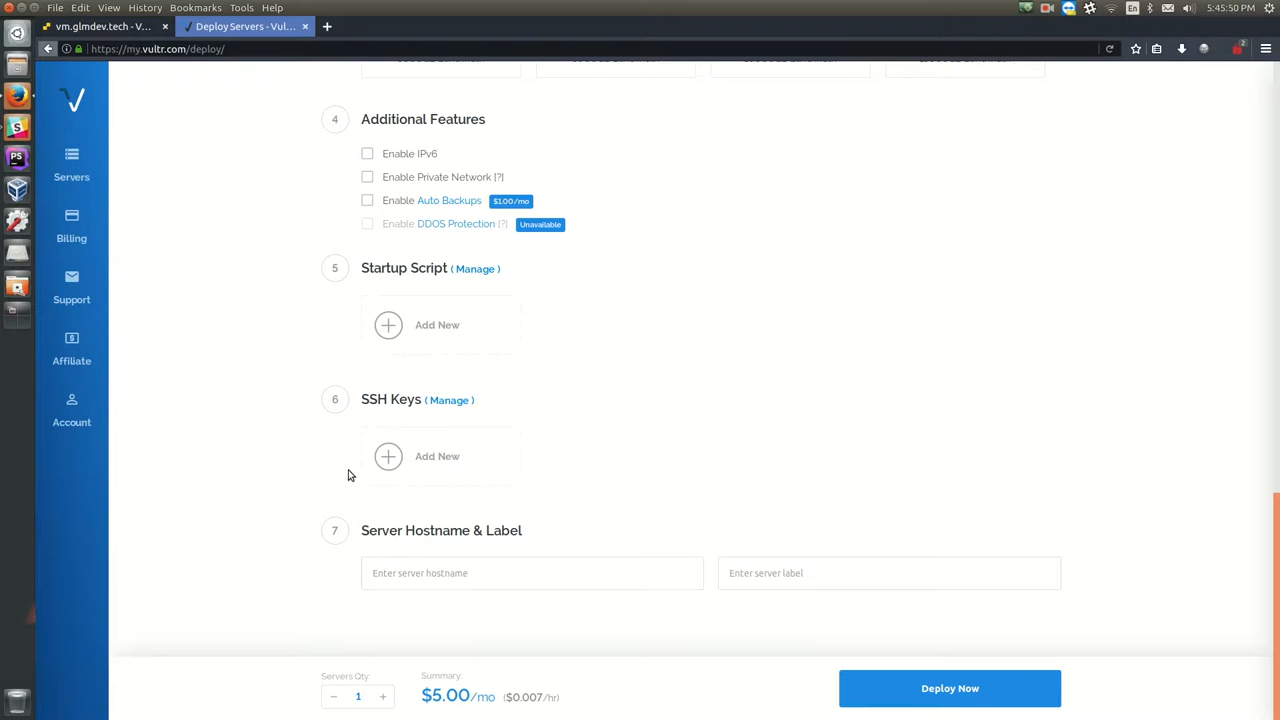 File Edit View History Bookmarks Tools Help
En
5:45:50 PM
vm.glmdev.tech - V...
Deploy Servers - Vul...
https://my.vultr.com/deploy/
Servers
Billing
Support
Affiliate
Account
4
Additional Features
Enable IPv6
Enable Private Network [?]
Enable Auto Backups $1.00/mo
Enable DDOS Protection [?] Unavailable
5
Startup Script ( Manage )
Add New
6
SSH Keys ( Manage )
Add New
7
Server Hostname & Label
Enter server hostname
Enter server label
Servers Qty:
1
Summary:
$5.00/mo ($0.007/hr)
Deploy Now
PS